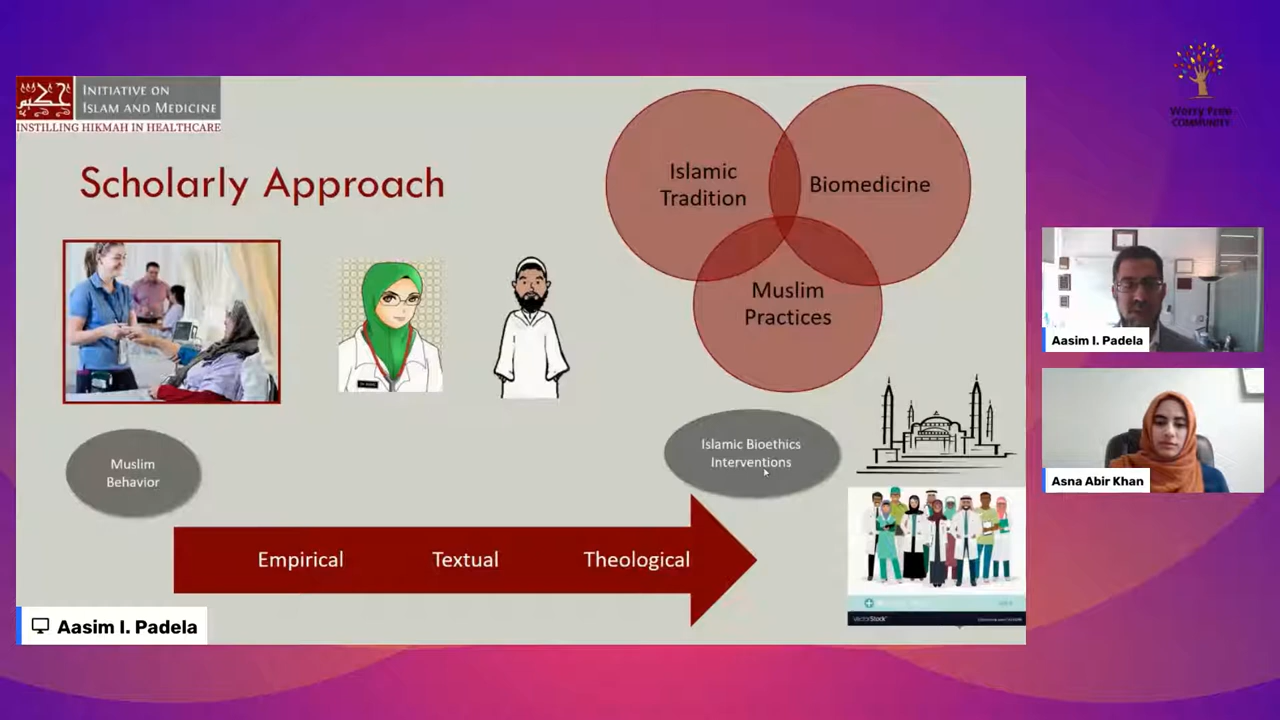 INITIATIVE ON
ISLAM AND MEDICINE
INSTILLING HIKMAH IN HEALTHCARE
Scholarly Approach
Islamic
Tradition
Biomedicine
Muslim
Practices
Muslim
Behavior
Islamic Bioethics
Interventions
Empirical
Textual
Theological
VectorStock
Aasim I. Padela
Worry Free
COMMUNITY
Aasim I. Padela
Asna Abir Khan